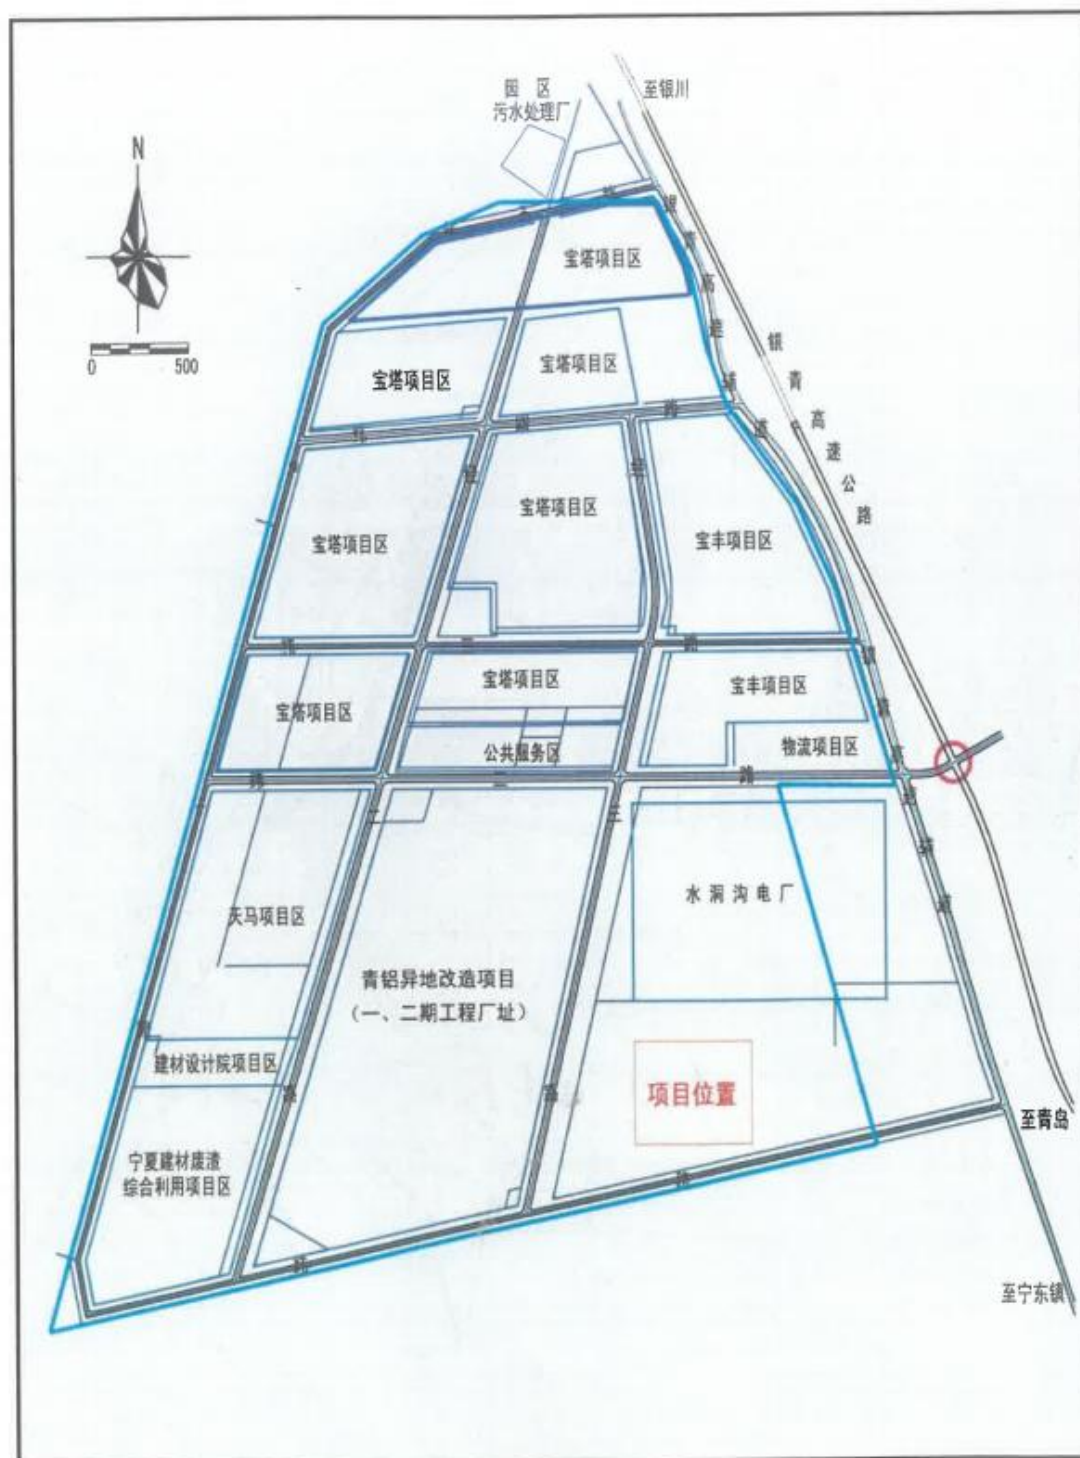 园区
污水处理厂
至银川
N
0 500
宝塔项目区
宝塔项目区
宝塔项目区
银青高速公路
纬四路
宝塔项目区
宝塔项目区
宝丰项目区
纬三路
宝塔项目区
宝塔项目区
宝丰项目区
公共服务区
物流项目区
纬二路
天马项目区
水洞沟电厂
青铝异地改造项目
（一、二期工程厂址）
建材设计院项目区
项目位置
至青岛
宁夏建材废渣
综合利用项目区
至宁东镇